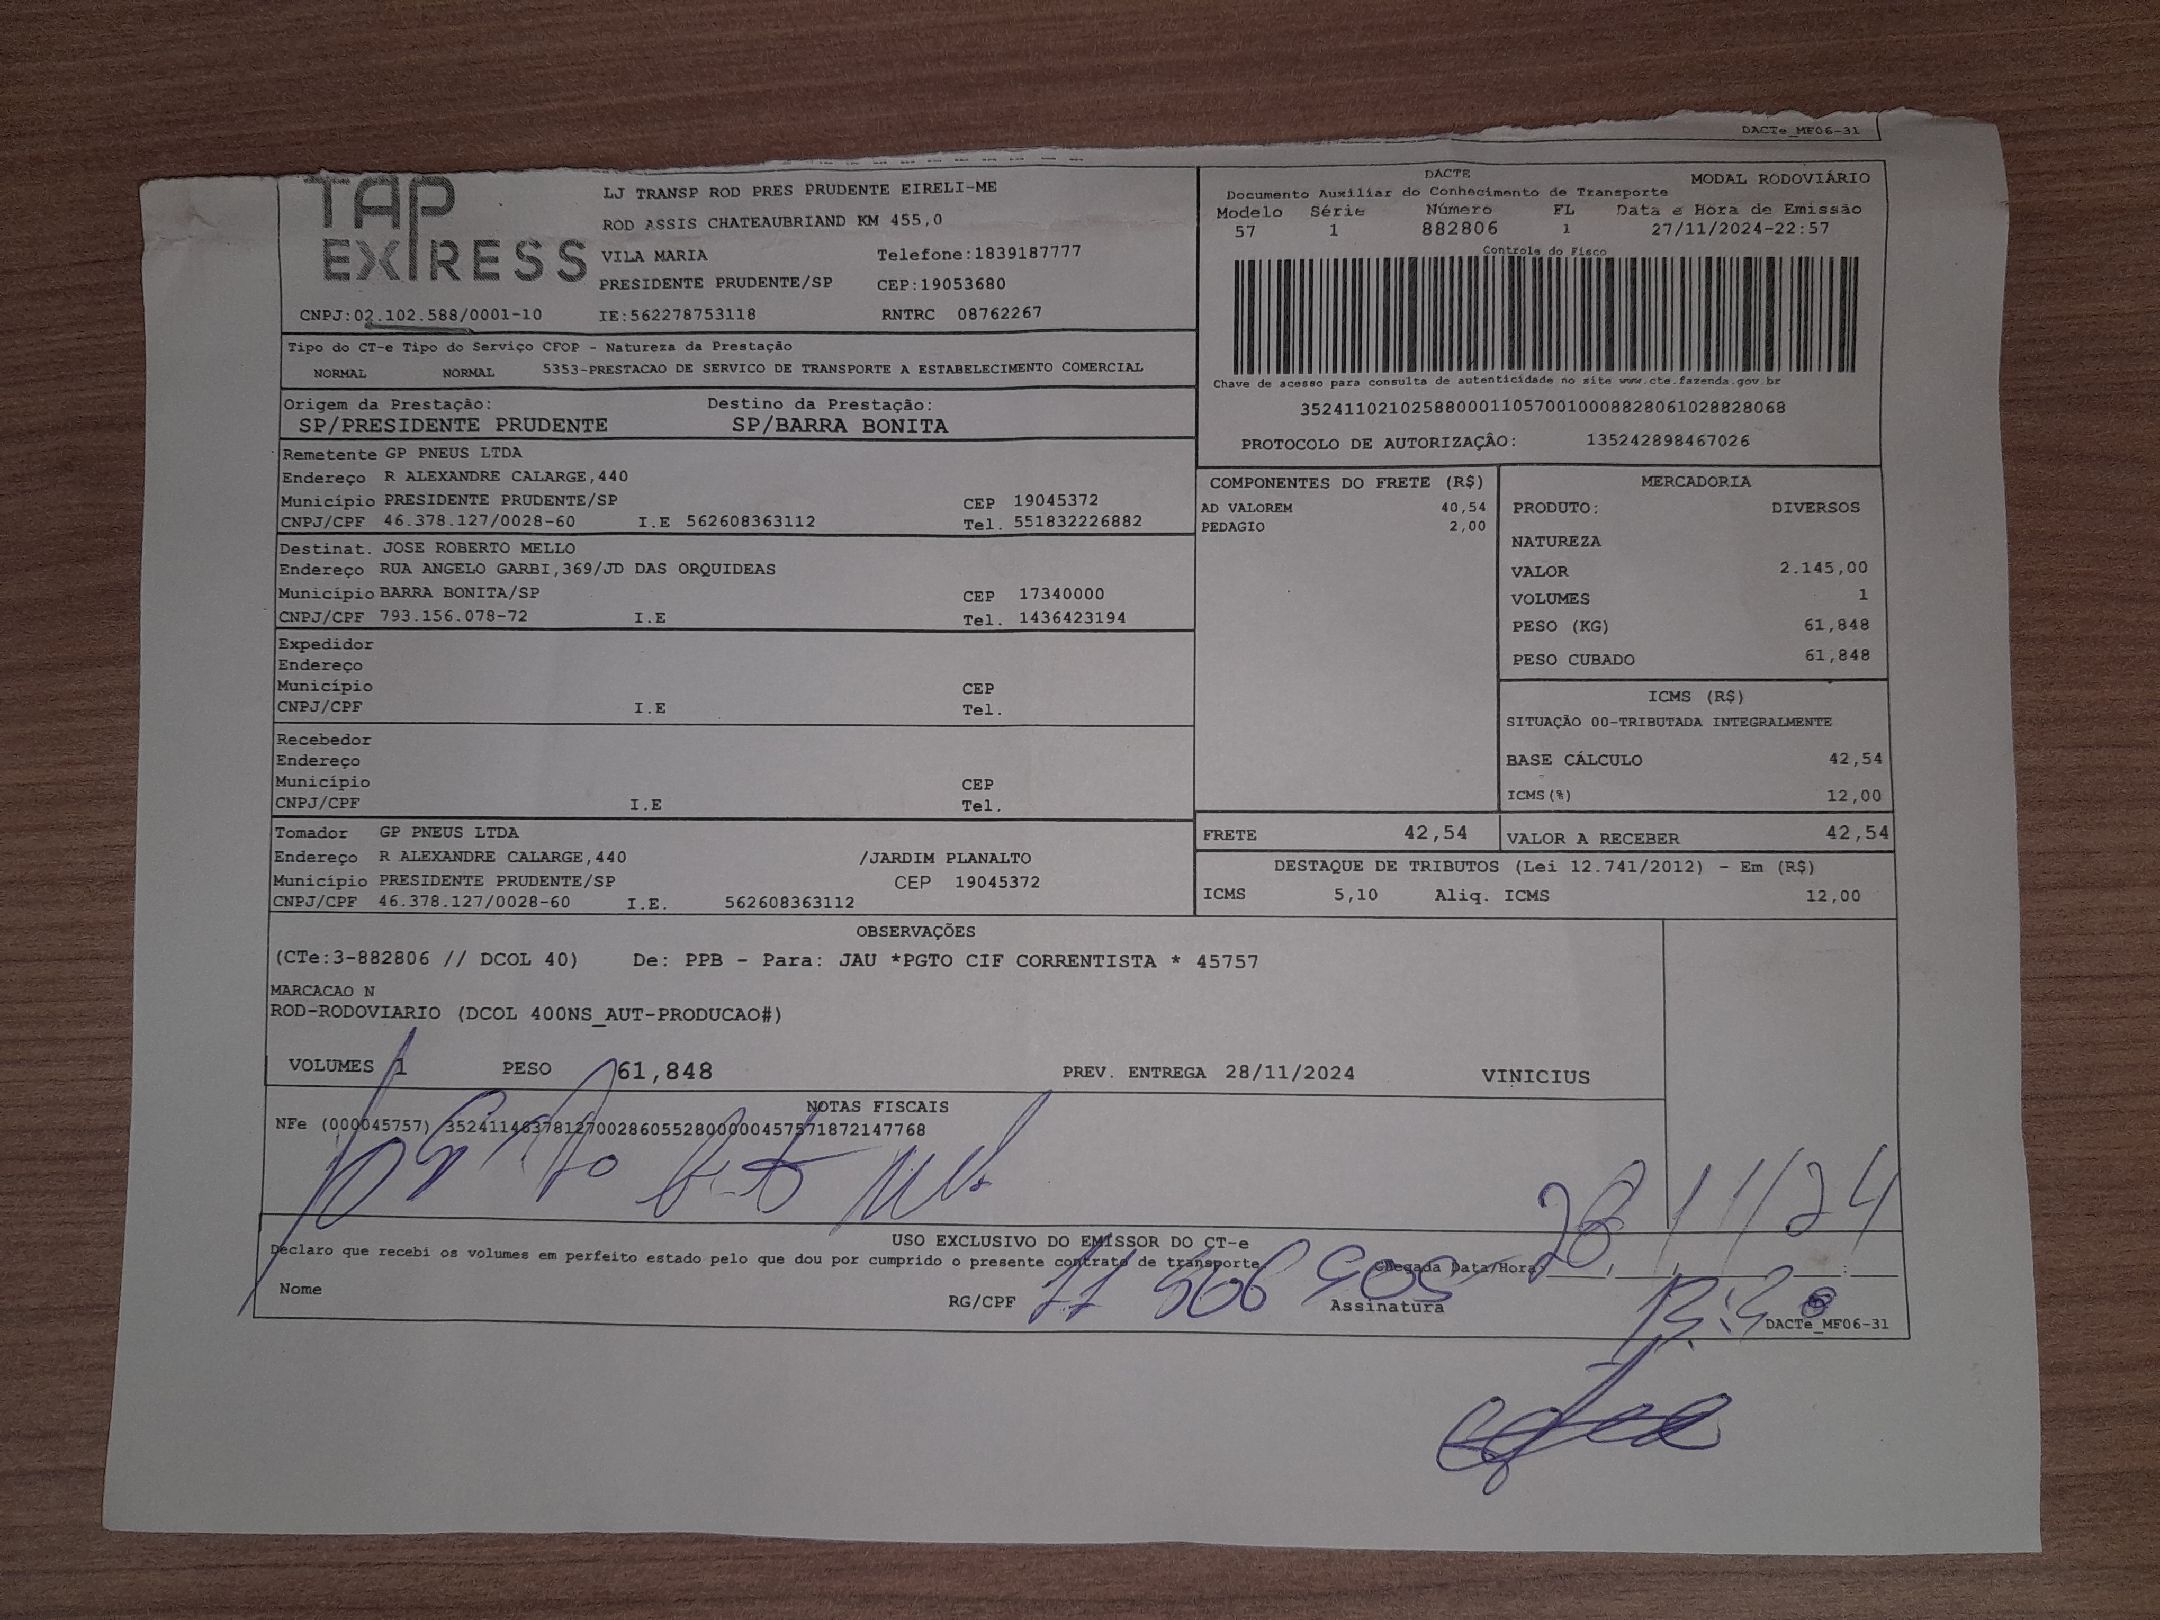 DACTe_MF06-31
TAP EXPRESS
LJ TRANSP ROD PRES PRUDENTE EIRELI-ME
ROD ASSIS CHATEAUBRIAND KM 455,0
VILA MARIA Telefone:1839187777
PRESIDENTE PRUDENTE/SP CEP:19053680
CNPJ:02.102.588/0001-10 IE:562278753118 RNTRC 08762267
DACTE
Documento Auxiliar do Conhecimento de Transporte MODAL RODOVIÁRIO
Modelo Série Número FL Data e Hora de Emissão
57 1 882806 1 27/11/2024-22:57
Controle do Fisco
Chave de acesso para consulta de autenticidade no site www.cte.fazenda.gov.br
35241102102588000110570010008828061028828068
PROTOCOLO DE AUTORIZAÇÂO: 135242898467026
Tipo do CT-e Tipo do Serviço CFOP - Natureza da Prestação
NORMAL NORMAL 5353-PRESTACAO DE SERVICO DE TRANSPORTE A ESTABELECIMENTO COMERCIAL
Origem da Prestação: Destino da Prestação:
SP/PRESIDENTE PRUDENTE SP/BARRA BONITA
Remetente GP PNEUS LTDA
Endereço R ALEXANDRE CALARGE,440
Município PRESIDENTE PRUDENTE/SP CEP 19045372
CNPJ/CPF 46.378.127/0028-60 I.E 562608363112 Tel. 551832226882
Destinat. JOSE ROBERTO MELLO
Endereço RUA ANGELO GARBI,369/JD DAS ORQUIDEAS
Município BARRA BONITA/SP CEP 17340000
CNPJ/CPF 793.156.078-72 I.E Tel. 1436423194
Expedidor
Endereço
Município CEP
CNPJ/CPF I.E Tel.
Recebedor
Endereço
Município CEP
CNPJ/CPF I.E Tel.
Tomador GP PNEUS LTDA
Endereço R ALEXANDRE CALARGE,440 /JARDIM PLANALTO
Município PRESIDENTE PRUDENTE/SP CEP 19045372
CNPJ/CPF 46.378.127/0028-60 I.E. 562608363112
COMPONENTES DO FRETE (R$)
AD VALOREM 40,54
PEDAGIO 2,00
MERCADORIA
PRODUTO: DIVERSOS
NATUREZA
VALOR 2.145,00
VOLUMES 1
PESO (KG) 61,848
PESO CUBADO 61,848
ICMS (R$)
SITUAÇÃO 00-TRIBUTADA INTEGRALMENTE
BASE CÁLCULO 42,54
ICMS(%) 12,00
FRETE 42,54 VALOR A RECEBER 42,54
DESTAQUE DE TRIBUTOS (Lei 12.741/2012) - Em (R$)
ICMS 5,10 Aliq. ICMS 12,00
OBSERVAÇÕES
(CTe:3-882806 // DCOL 40) De: PPB - Para: JAU *PGTO CIF CORRENTISTA * 45757
MARCACAO N
ROD-RODOVIARIO (DCOL 400NS_AUT-PRODUCAO#)
VOLUMES 1 PESO 61,848 PREV. ENTREGA 28/11/2024 VINICIUS
NOTAS FISCAIS
NFe (000045757) 35241146378127002860552800000457571872147768
28/11/24
USO EXCLUSIVO DO EMISSOR DO CT-e
Declaro que recebi os volumes em perfeito estado pelo que dou por cumprido o presente contrato de transporte
Chegada Data/Hora:
Nome RG/CPF 11 506 905 Assinatura
DACTe_MF06-31